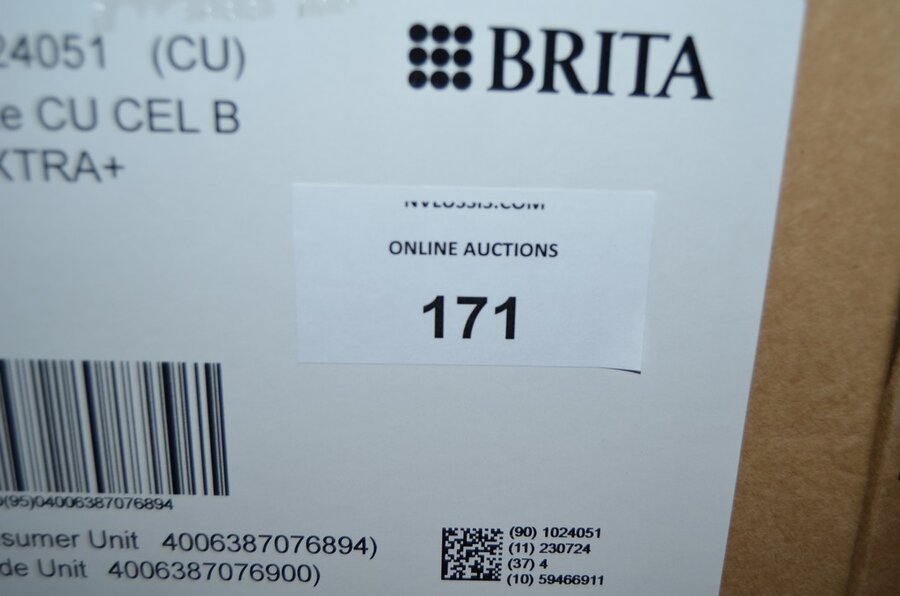 24051 (CU)
BRITA
e CU CEL B
XTRA+
ONLINE AUCTIONS
171
(95)04006387076894
sumer Unit 4006387076894)
de Unit 4006387076900)
(90) 1024051
(11) 230724
(37) 4
(10) 59466911